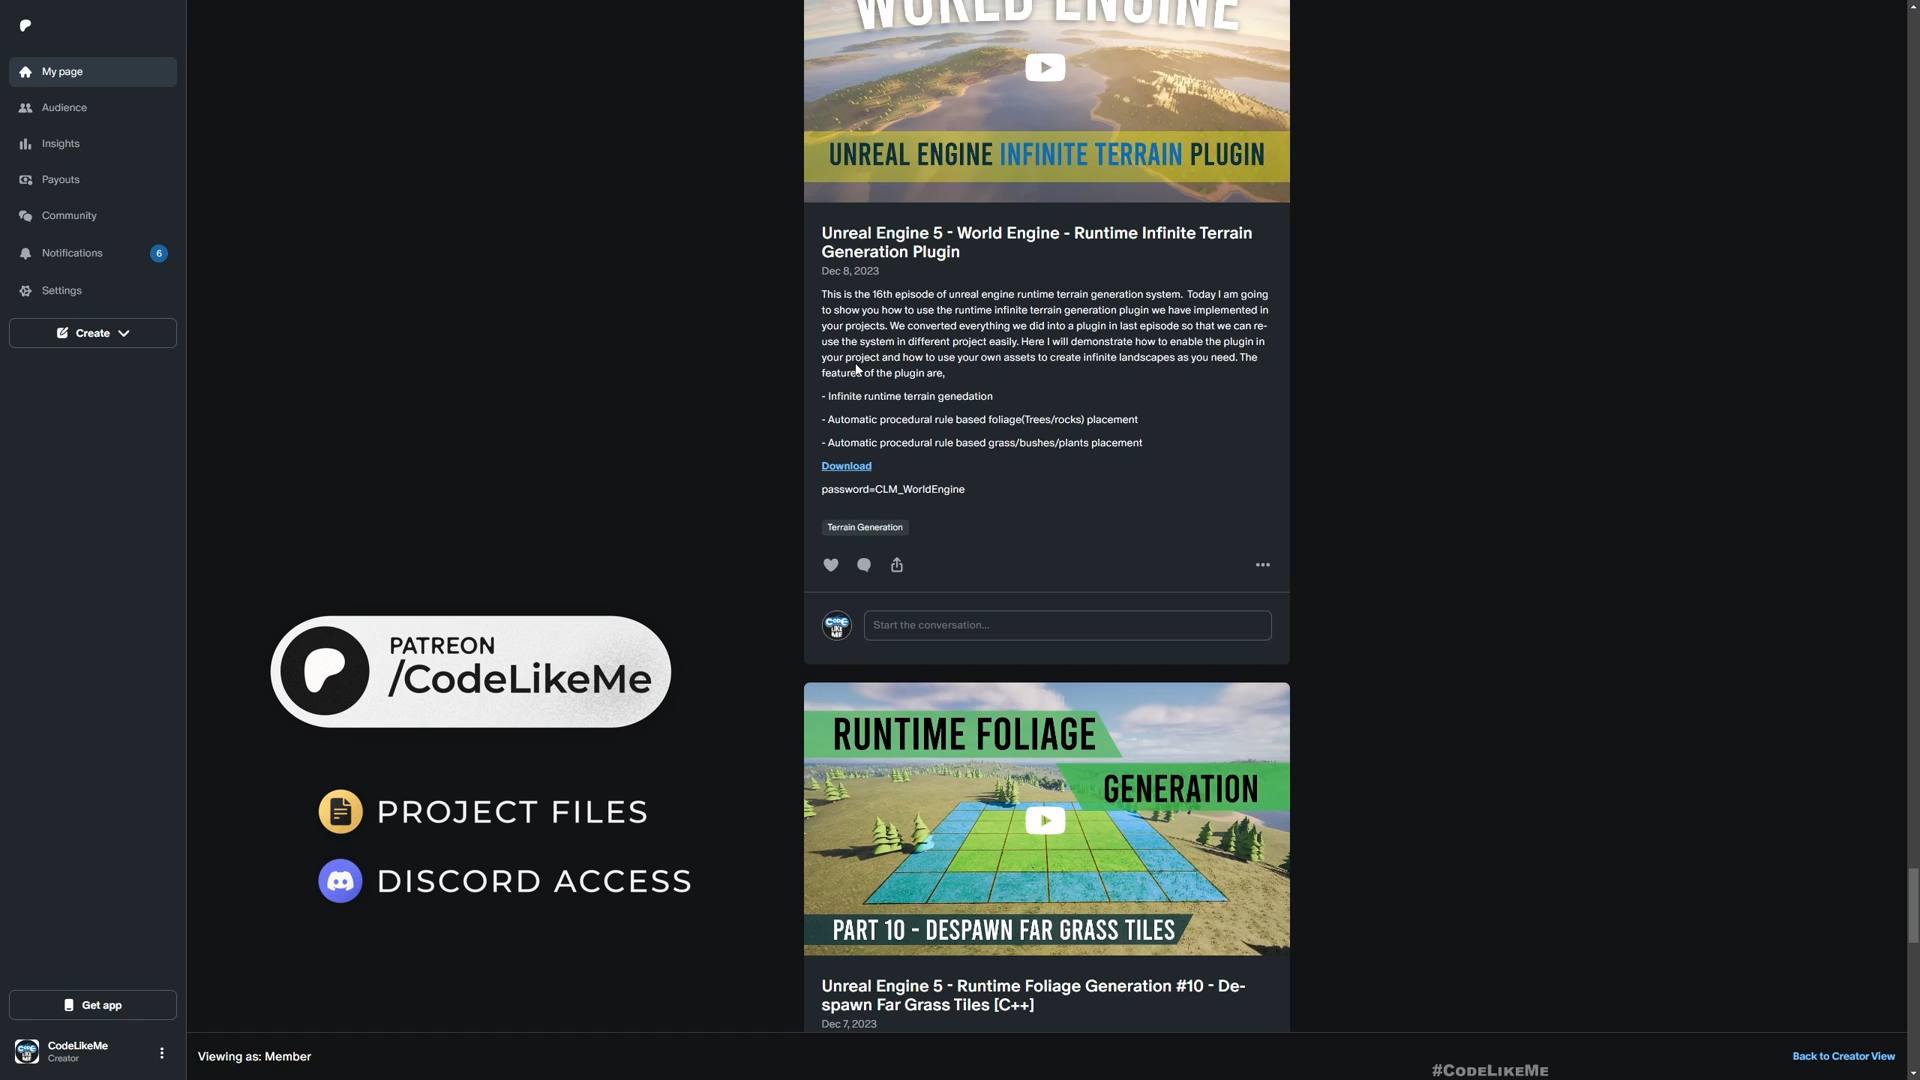 My page
Audience
Insights
Payouts
Community
Notifications
6
Settings
Create
Get app
CodeLikeMe
Creator
PATREON
/CodeLikeMe
PROJECT FILES
DISCORD ACCESS
WORLD ENGINE
UNREAL ENGINE INFINITE TERRAIN PLUGIN
Unreal Engine 5 - World Engine - Runtime Infinite Terrain
Generation Plugin
Dec 8, 2023
This is the 16th episode of unreal engine runtime terrain generation system. Today I am going
to show you how to use the runtime infinite terrain generation plugin we have implemented in
your projects. We converted everything we did into a plugin in last episode so that we can re-
use the system in different project easily. Here I will demonstrate how to enable the plugin in
your project and how to use your own assets to create infinite landscapes as you need. The
features of the plugin are,
- Infinite runtime terrain genedation
- Automatic procedural rule based foliage(Trees/rocks) placement
- Automatic procedural rule based grass/bushes/plants placement
Download
password=CLM_WorldEngine
Terrain Generation
CODE
LIKE
ME
Start the conversation...
RUNTIME FOLIAGE
GENERATION
PART 10 - DESPAWN FAR GRASS TILES
Unreal Engine 5 - Runtime Foliage Generation #10 - De-
spawn Far Grass Tiles [C++]
Dec 7, 2023
Viewing as: Member
Back to Creator View
#CODELIKEME